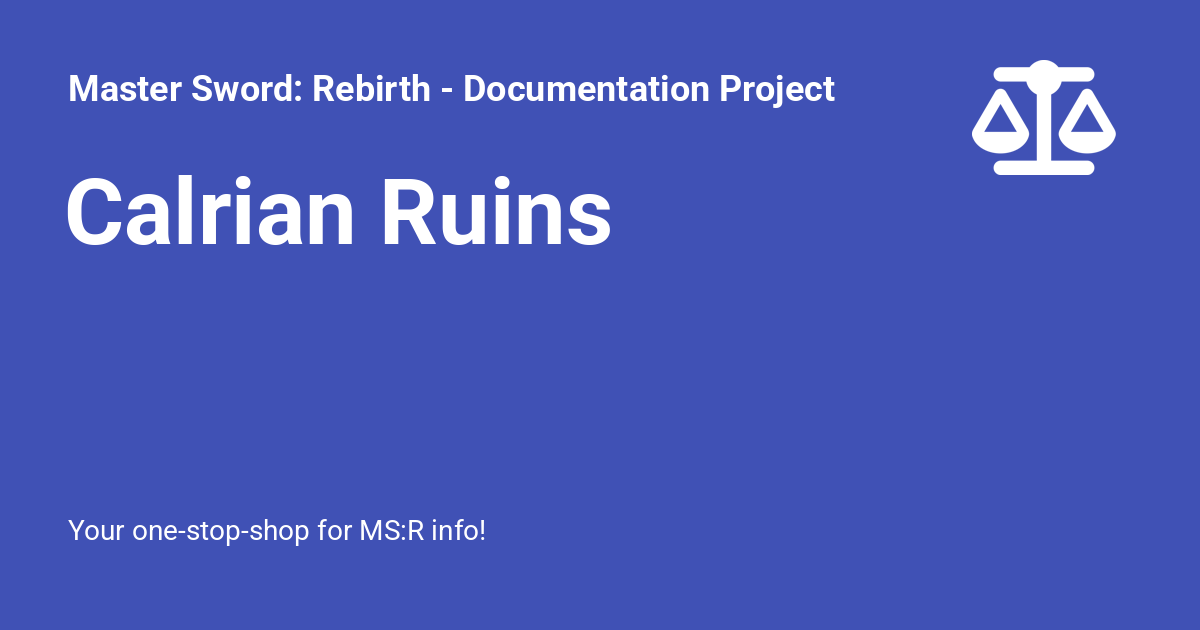 Master Sword: Rebirth - Documentation Project
Calrian Ruins
Your one-stop-shop for MS:R info!